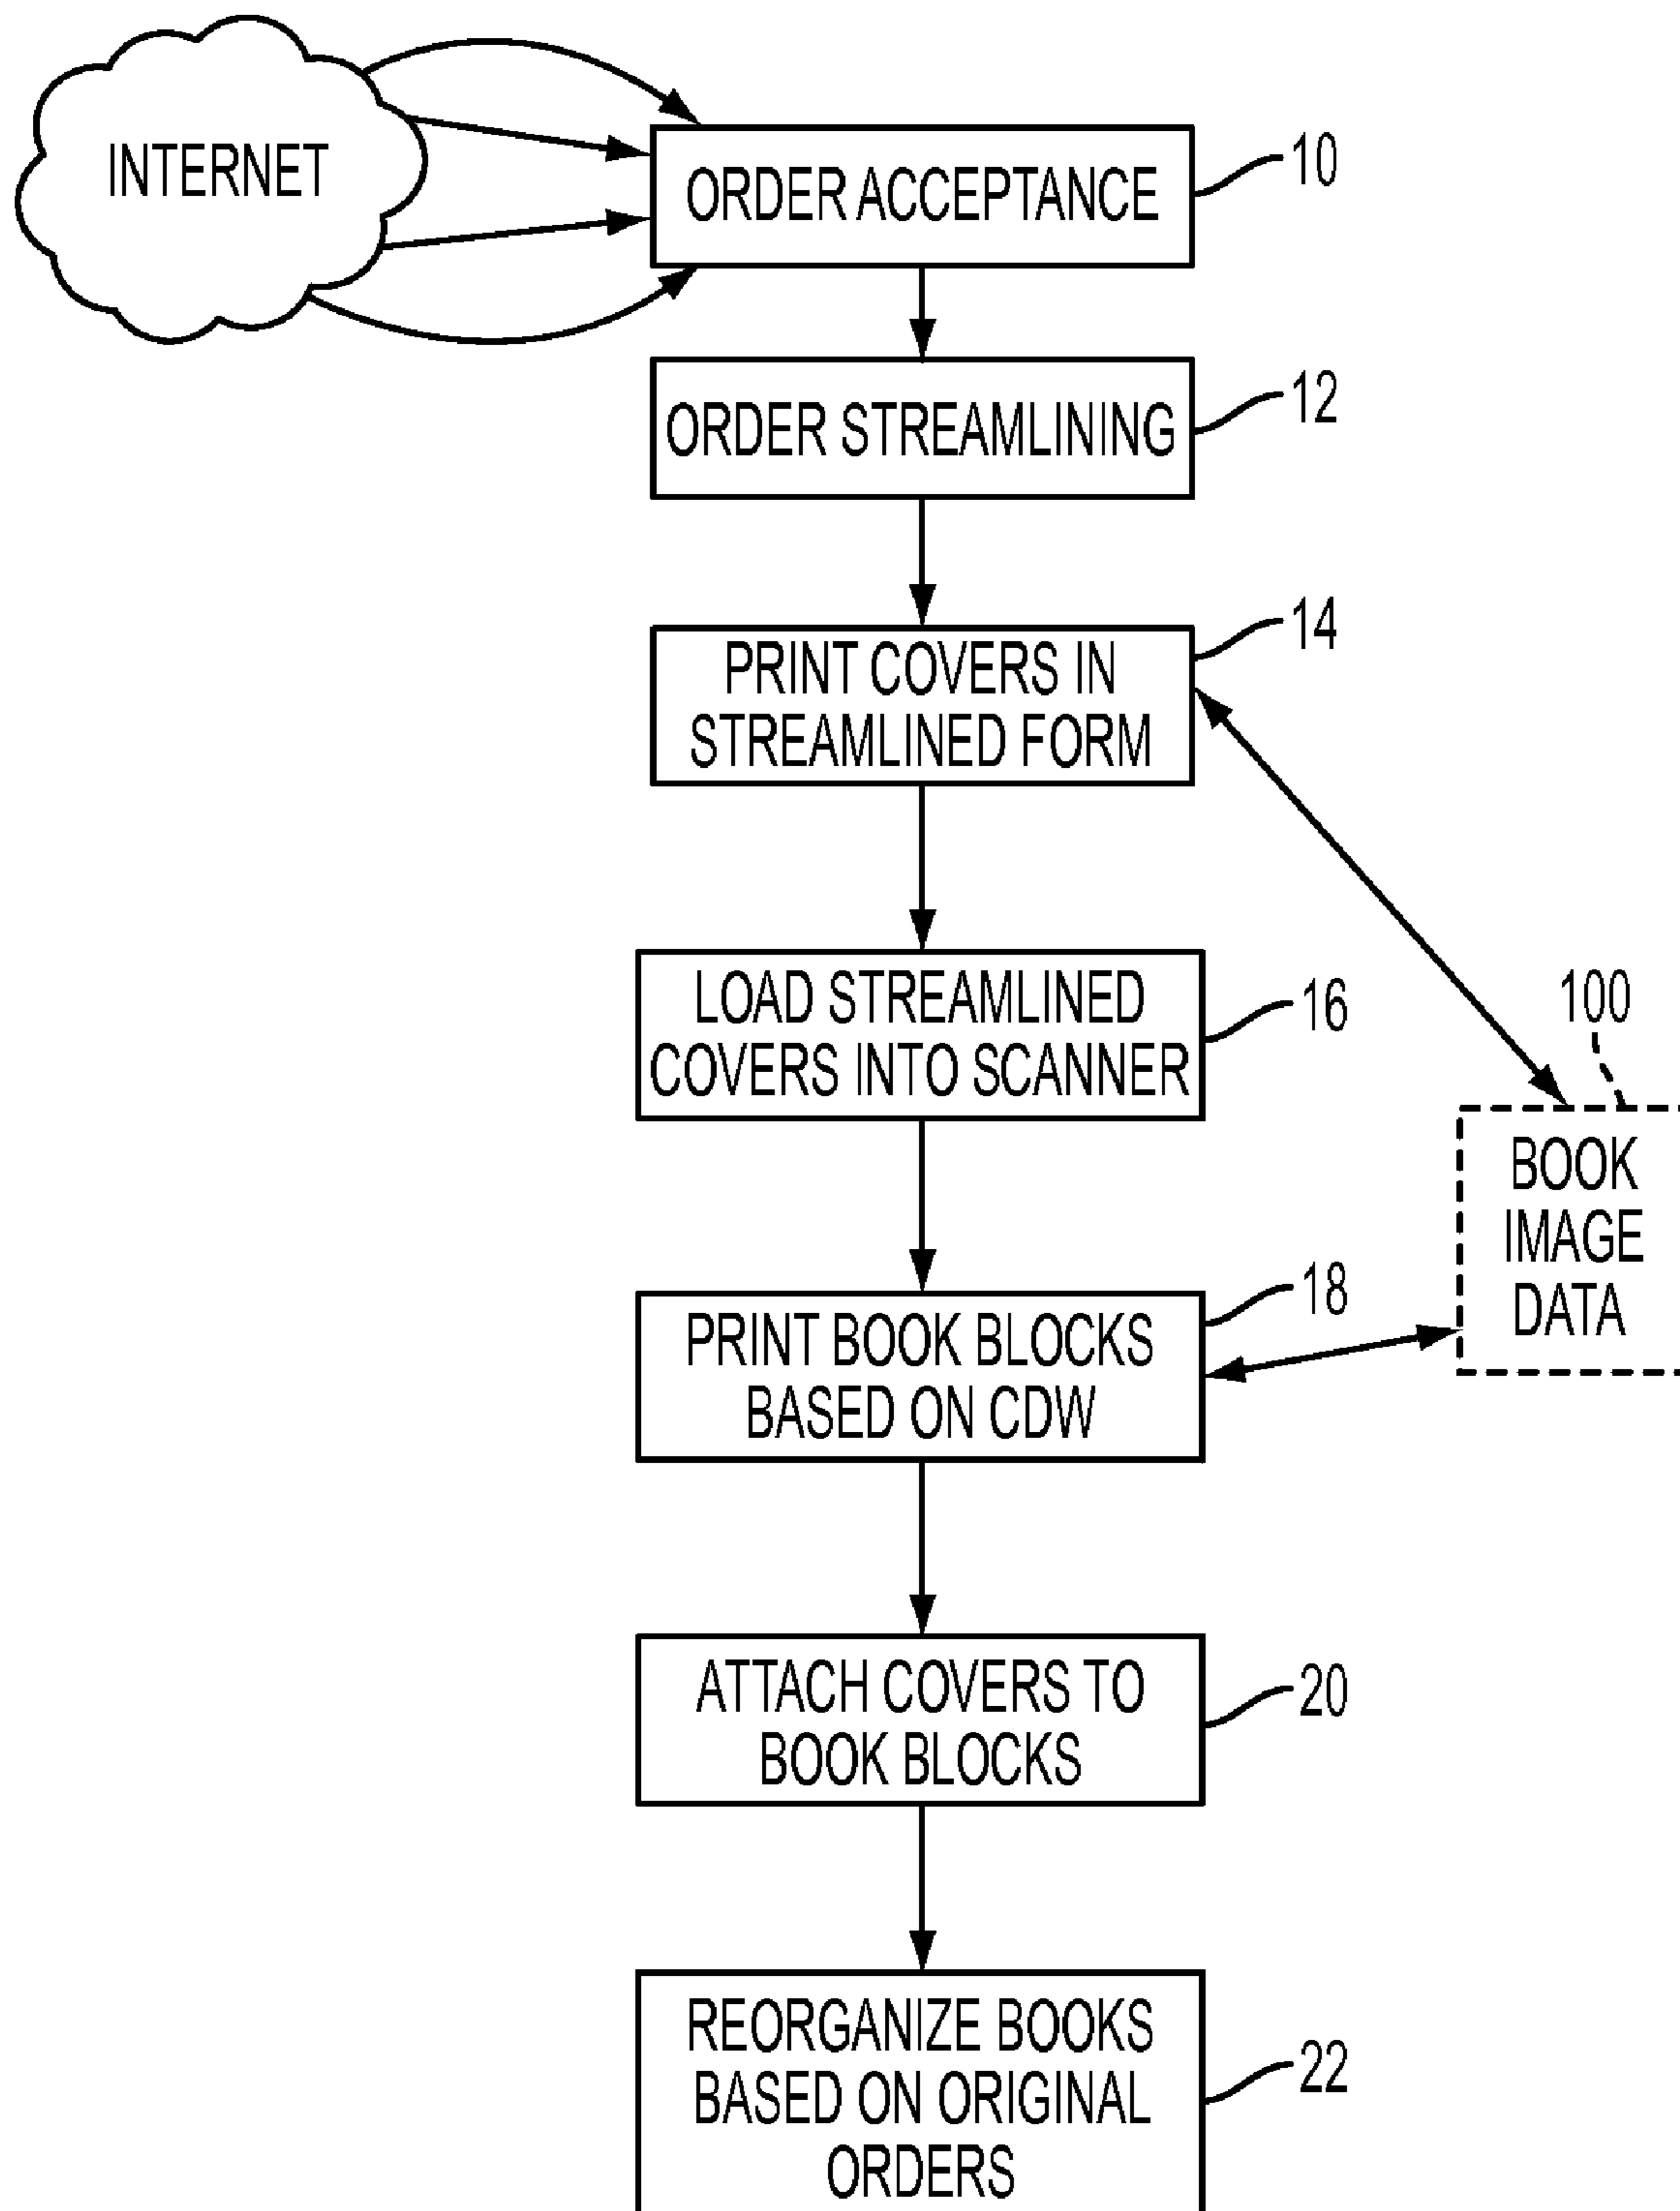 INTERNET
ORDER ACCEPTANCE
10
ORDER STREAMLINING
12
PRINT COVERS IN
STREAMLINED FORM
14
LOAD STREAMLINED
COVERS INTO SCANNER
16
100
BOOK
IMAGE
DATA
PRINT BOOK BLOCKS
BASED ON CDW
18
ATTACH COVERS TO
BOOK BLOCKS
20
REORGANIZE BOOKS
BASED ON ORIGINAL
ORDERS
22